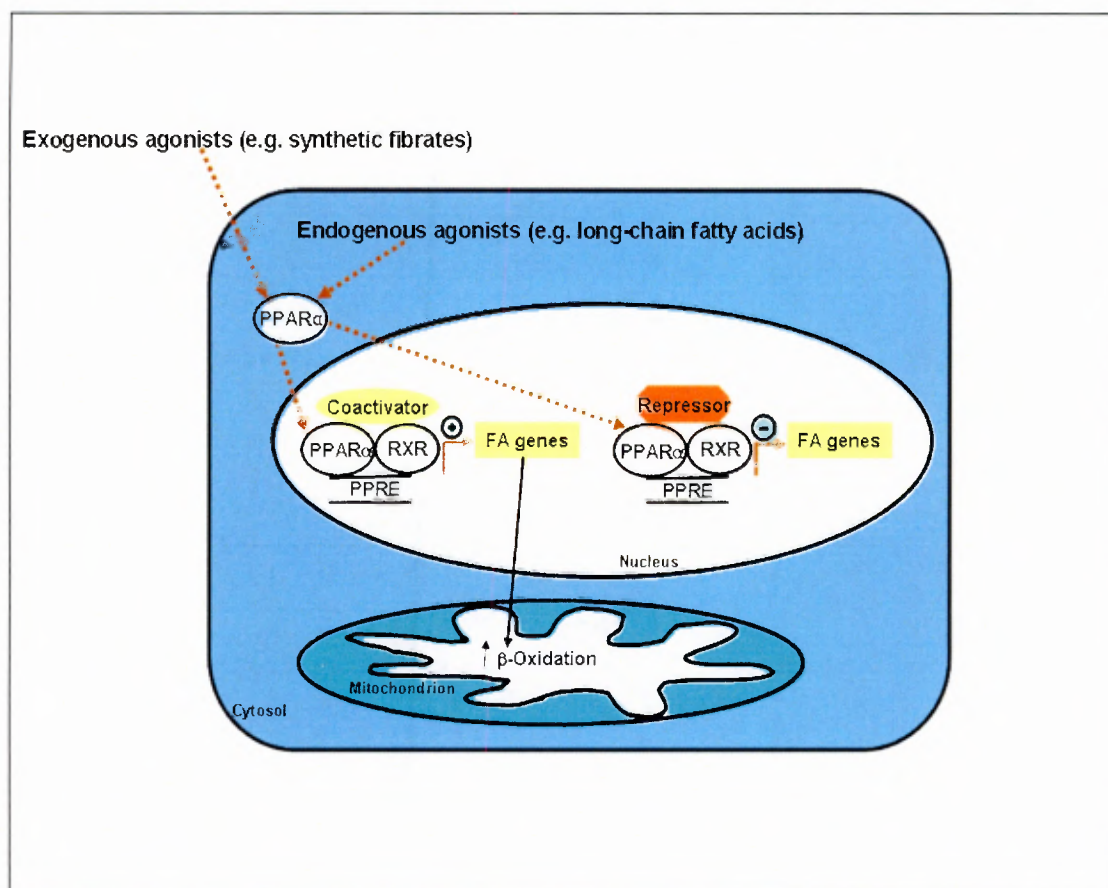 Exogenous agonists (e.g. synthetic fibrates)
Endogenous agonists (e.g. long-chain fatty acids)
PPARα
Coactivator
PPARα RXR
FA genes
PPRE
Repressor
PPARα RXR
− FA genes
PPRE
Nucleus
↑ β-Oxidation
Mitochondrion
Cytosol